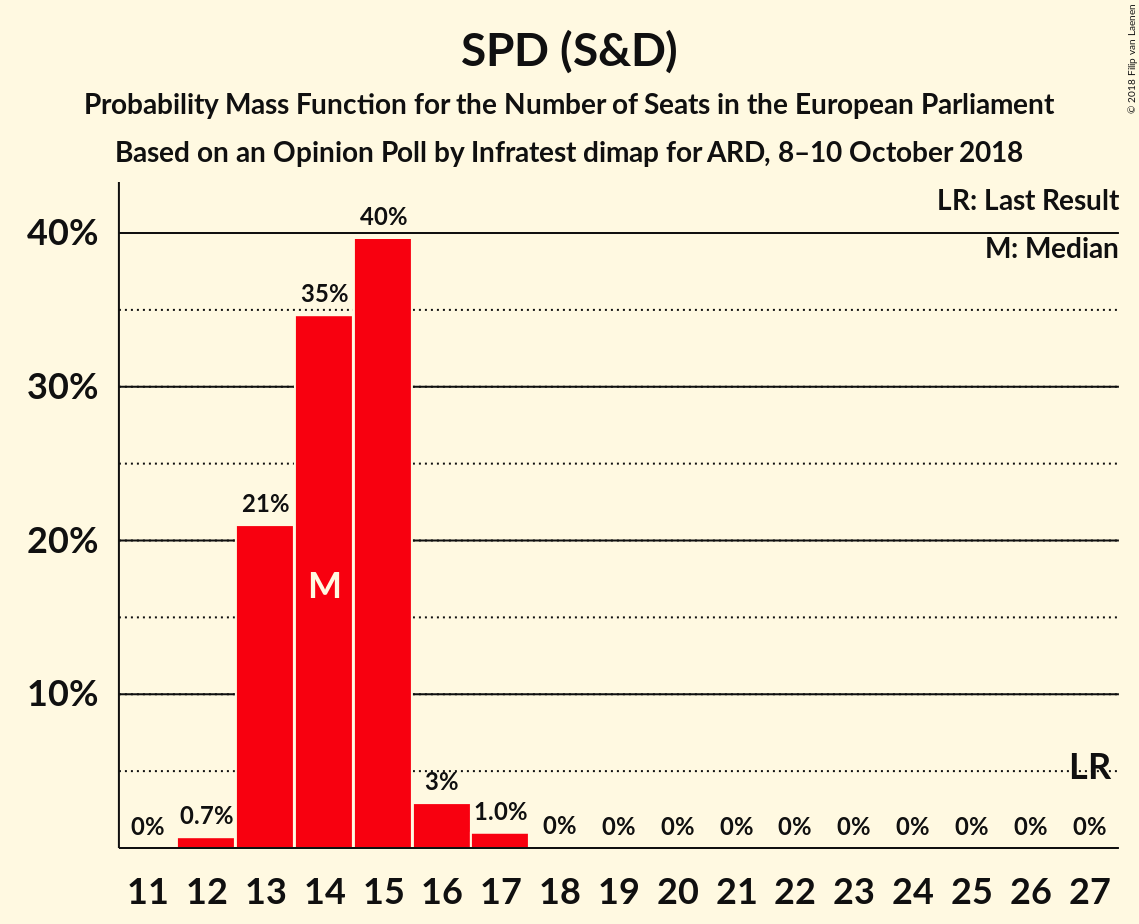 SPD (S&D)
Probability Mass Function for the Number of Seats in the European Parliament
Based on an Opinion Poll by Infratest dimap for ARD, 8–10 October 2018
© 2018 Filip van Laenen
LR: Last Result
M: Median
40%
30%
20%
10%
0%
0.7%
21%
35%
40%
3%
1.0%
0%
0%
0%
0%
0%
0%
0%
0%
0%
0%
M
LR
11 12 13 14 15 16 17 18 19 20 21 22 23 24 25 26 27